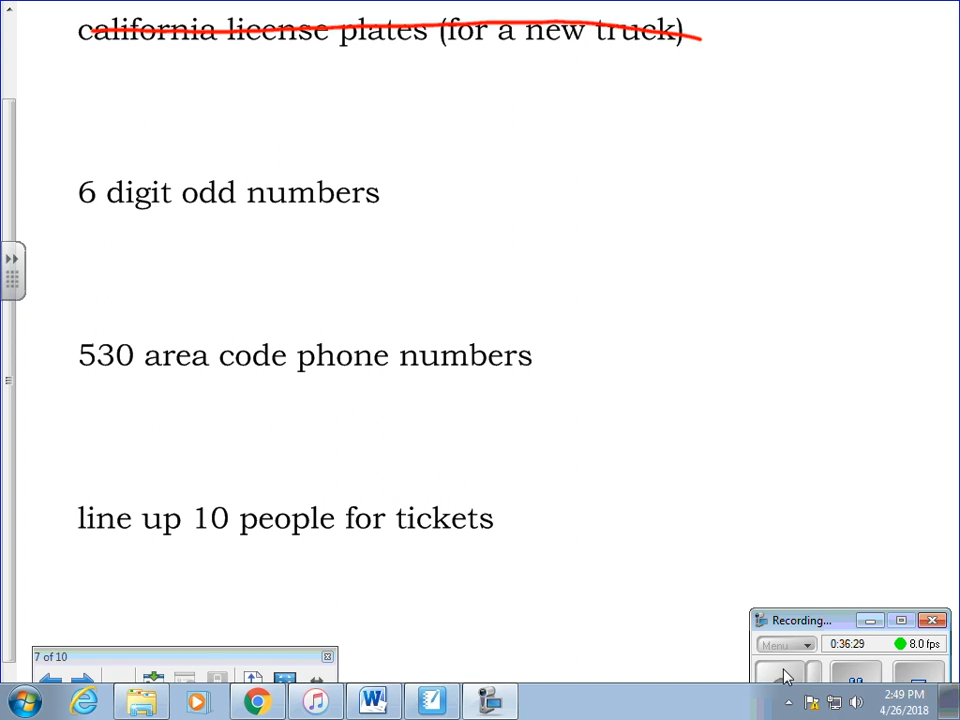 california license plates (for a new truck)
6 digit odd numbers
530 area code phone numbers
line up 10 people for tickets
Recording...
Menu
0:36:29
8.0 fps
7 of 10
2:49 PM
4/26/2018